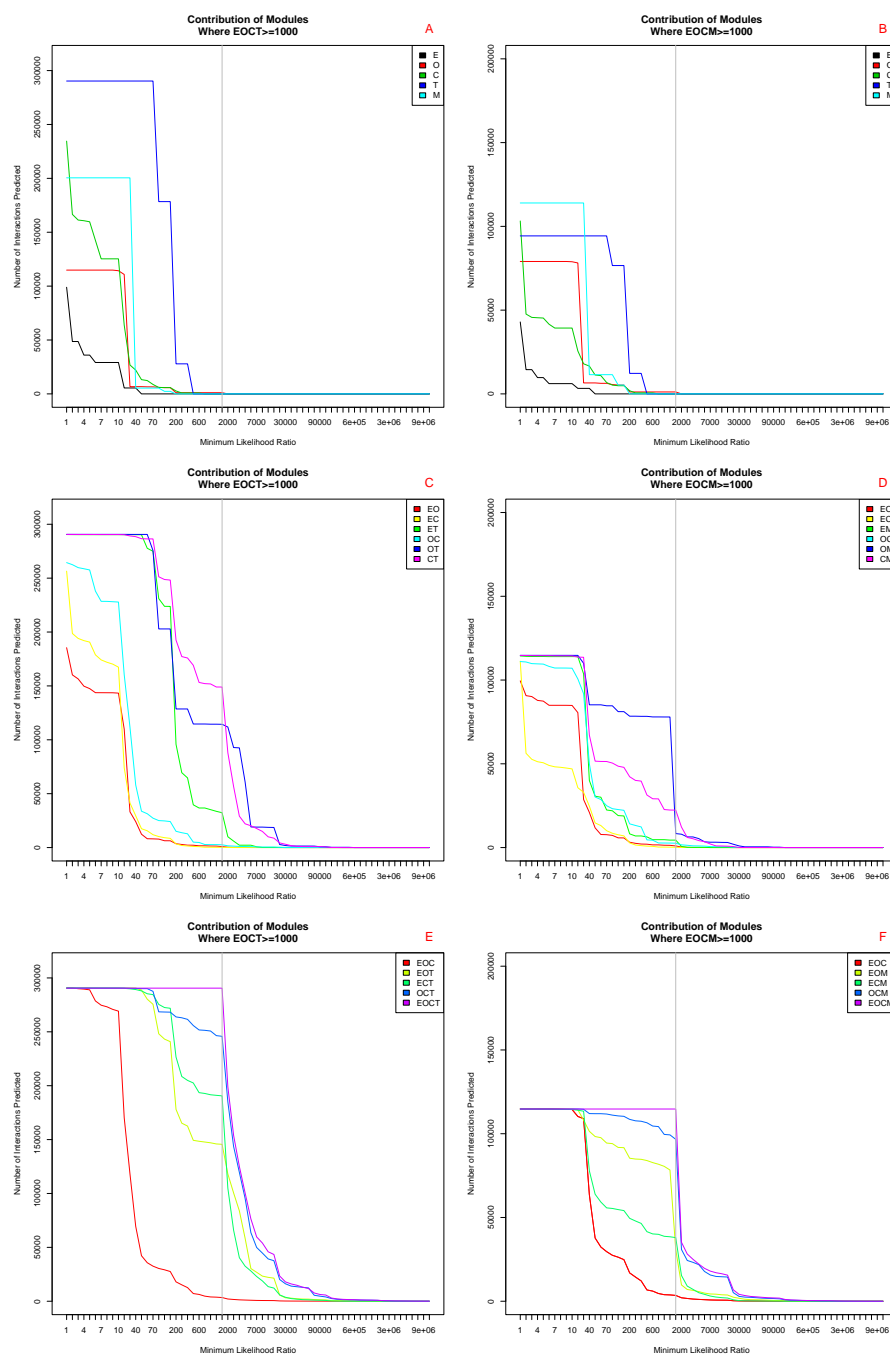 Contribution of Modules
Where EOCT>=1000
A
E
O
C
T
M
Number of Interactions Predicted
0
50000
100000
150000
200000
250000
300000
1 4 7 10 40 70 200 600 2000 7000 30000 90000 6e+05 3e+06 9e+06
Minimum Likelihood Ratio
Contribution of Modules
Where EOCM>=1000
B
T
Number of Interactions Predicted
0
50000
100000
150000
200000
1 4 7 10 40 70 200 600 2000 7000 30000 90000 6e+05 3e+06 9e+06
Minimum Likelihood Ratio
Contribution of Modules
Where EOCT>=1000
C
EO
EC
ET
OC
OT
CT
Number of Interactions Predicted
0
50000
100000
150000
200000
250000
300000
1 4 7 10 40 70 200 600 2000 7000 30000 90000 6e+05 3e+06 9e+06
Minimum Likelihood Ratio
Contribution of Modules
Where EOCM>=1000
D
EO
EC
EM
OC
OM
CM
Number of Interactions Predicted
0
50000
100000
150000
200000
1 4 7 10 40 70 200 600 2000 7000 30000 90000 6e+05 3e+06 9e+06
Minimum Likelihood Ratio
Contribution of Modules
Where EOCT>=1000
E
EOC
EOT
ECT
OCT
EOCT
Number of Interactions Predicted
0
50000
100000
150000
200000
250000
300000
1 4 7 10 40 70 200 600 2000 7000 20000 90000 6e+05 3e+06 9e+06
Minimum Likelihood Ratio
Contribution of Modules
Where EOCM>=1000
F
EOC
EOM
ECM
OCM
EOCM
Number of Interactions Predicted
0
50000
100000
150000
200000
1 4 7 10 40 70 200 600 2000 7000 30000 90000 6e+05 3e+06 9e+06
Minimum Likelihood Ratio